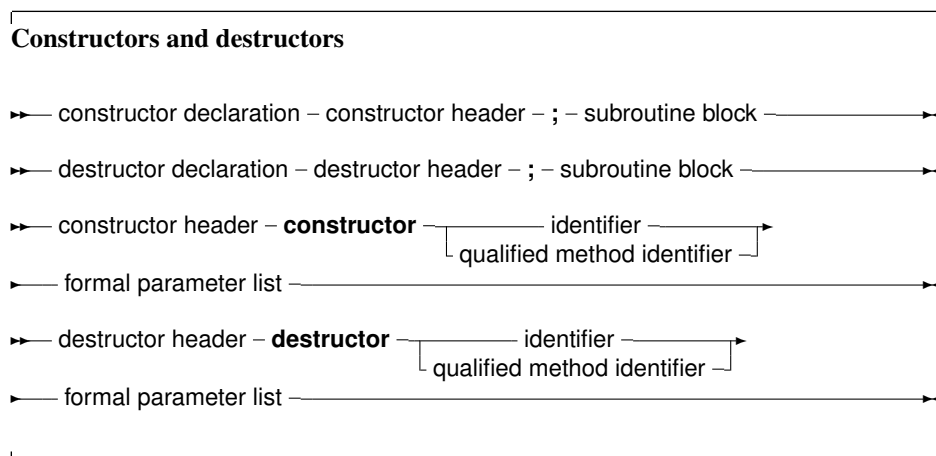 Constructors and destructors
constructor declaration – constructor header – ; – subroutine block
destructor declaration – destructor header – ; – subroutine block
constructor header – constructor identifier
qualified method identifier
formal parameter list
destructor header – destructor identifier
qualified method identifier
formal parameter list